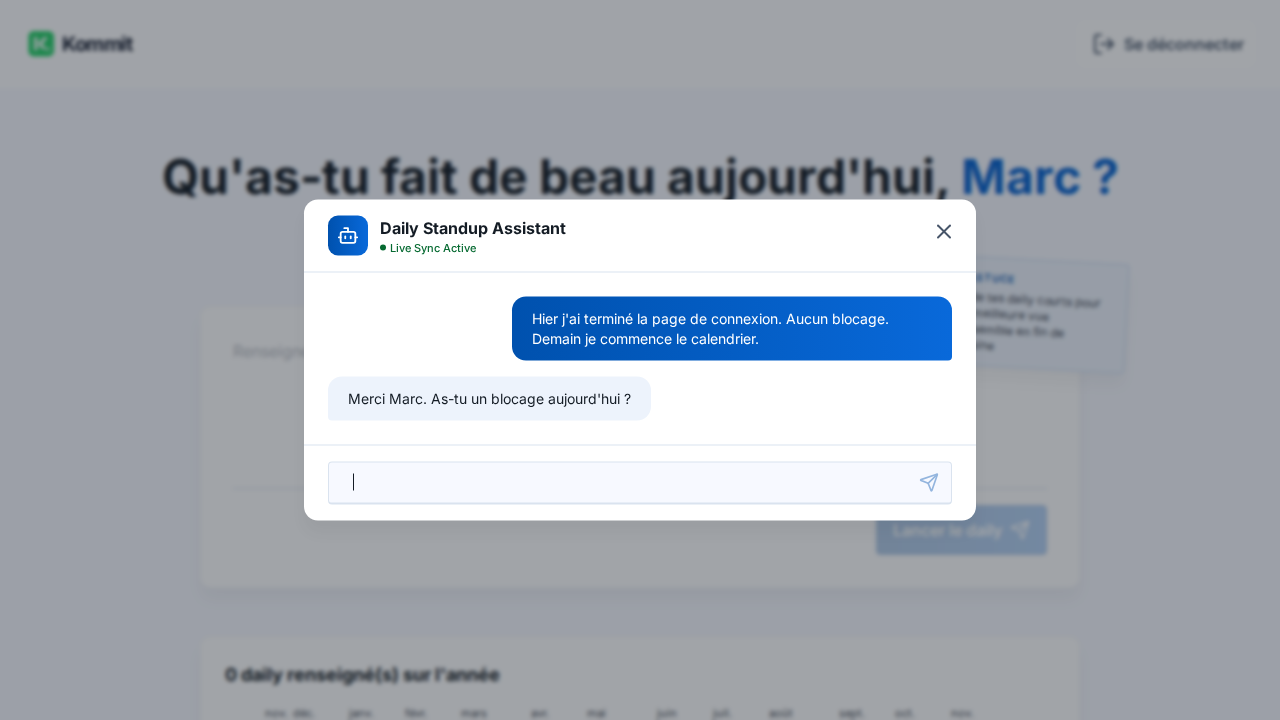 Kommit
Se déconnecter
Qu'as-tu fait de beau aujourd'hui, Marc ?
Daily Standup Assistant
Live Sync Active
Hier j'ai terminé la page de connexion. Aucun blocage.
Demain je commence le calendrier.
Merci Marc. As-tu un blocage aujourd'hui ?
Lancer le daily
0 daily renseigné(s) sur l'année
nov. déc. janv. févr. mars avr. mai juin juil. août sept. oct. nov.